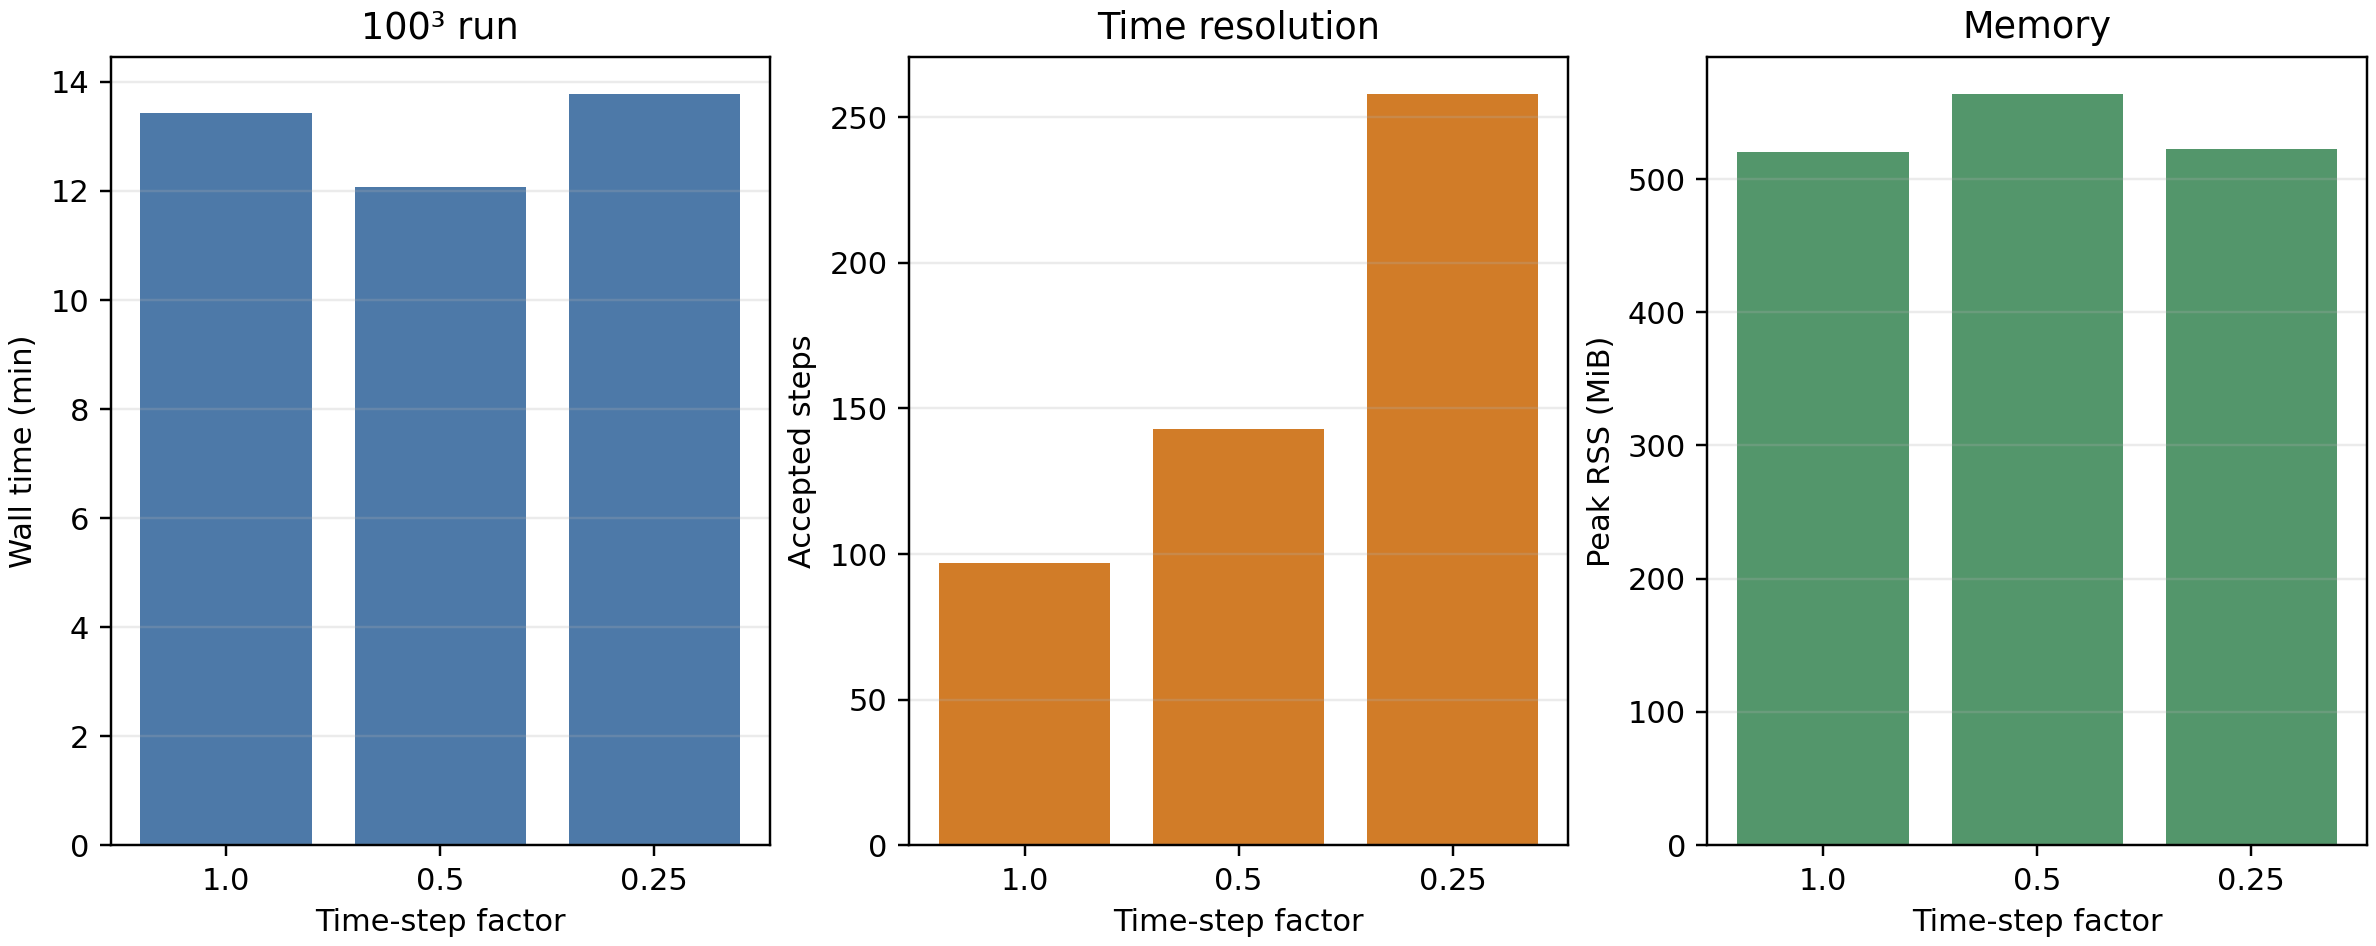 100³ run
Wall time (min)
14
12
10
8
6
4
2
0
1.0 0.5 0.25
Time-step factor
Time resolution
Accepted steps
250
200
150
100
50
0
1.0 0.5 0.25
Time-step factor
Memory
Peak RSS (MiB)
500
400
300
200
100
0
1.0 0.5 0.25
Time-step factor